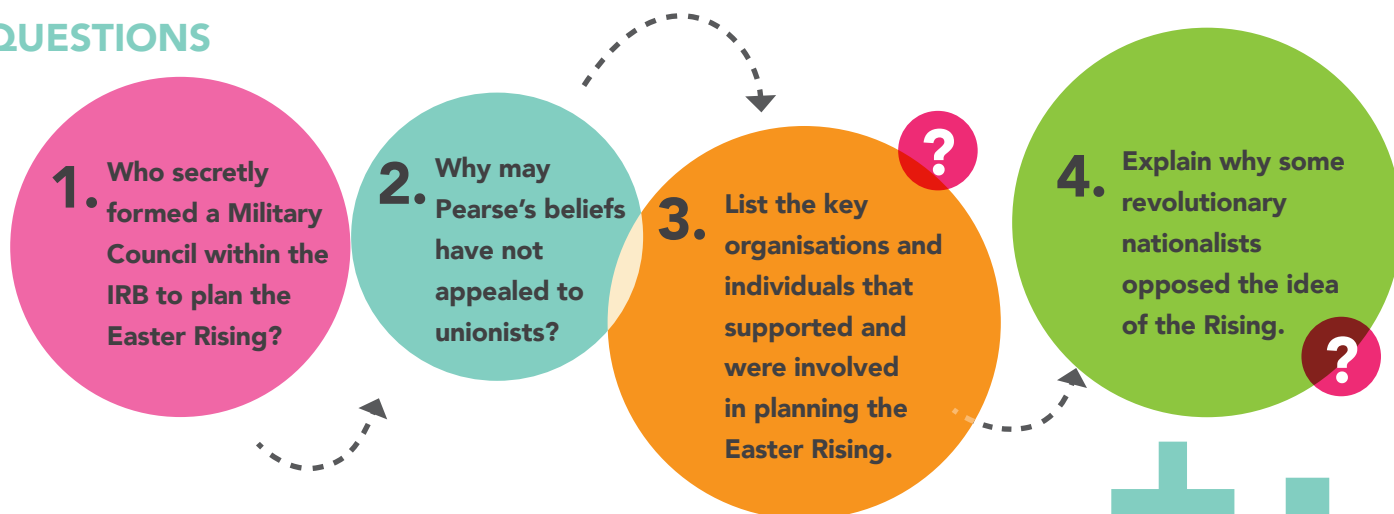 QUESTIONS
1.
Who secretly
formed a Military
Council within the
IRB to plan the
Easter Rising?
2.
Why may
Pearse’s beliefs
have not
appealed to
unionists?
3.
List the key
organisations and
individuals that
supported and
were involved
in planning the
Easter Rising.
?
4.
Explain why some
revolutionary
nationalists
opposed the idea
of the Rising.
?